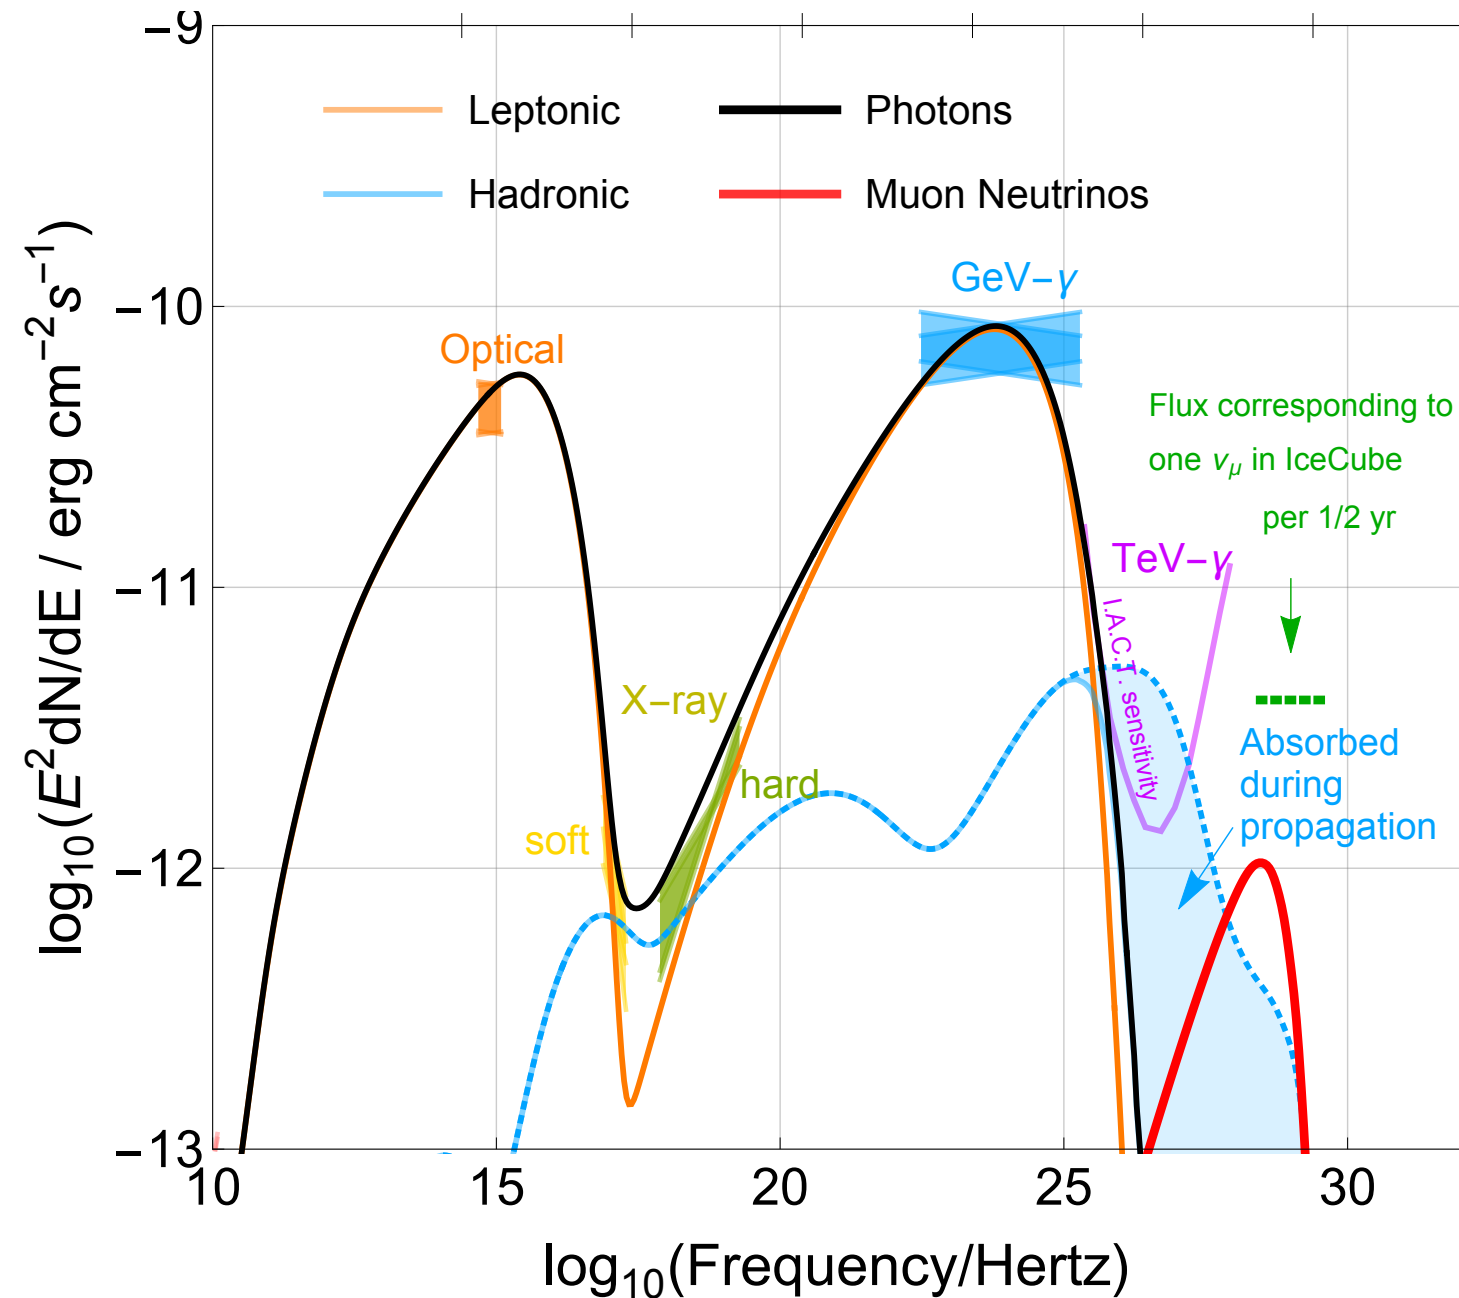 −9
Leptonic
Photons
Hadronic
Muon Neutrinos
GeV−γ
−10
Optical
Flux corresponding to
one νμ in IceCube
per 1/2 yr
TeV−γ
−11
I.A.C.T. sensitivity
X−ray
Absorbed
during
propagation
hard
soft
−12
−13
10 15 20 25 30
log10(Frequency/Hertz)
log10(E²dN/dE / erg cm⁻²s⁻¹)